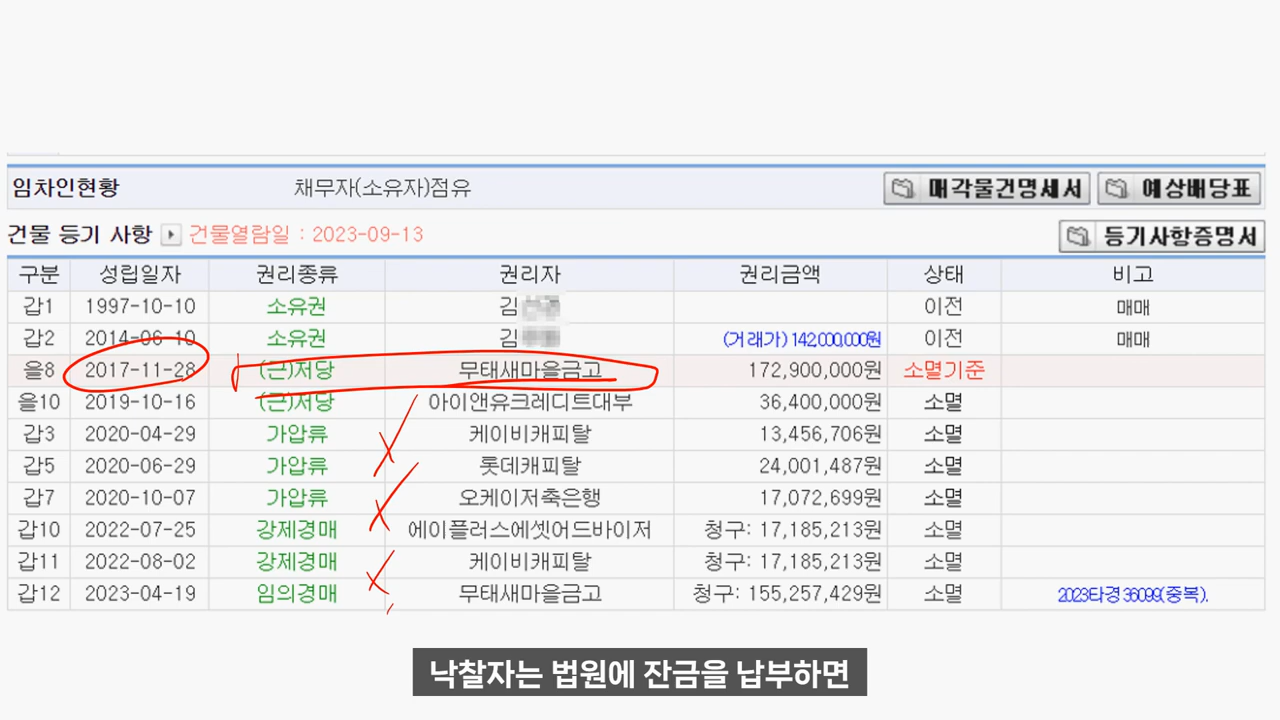 임차인현황 채무자(소유자)점유 매각물건명세서 예상배당표
건물 등기 사항 건물열람일 : 2023-09-13 등기사항증명서
구분 성립일자 권리종류 권리자 권리금액 상태 비고
갑1 1997-10-10 소유권 김 이전 매매
갑2 2014-06-10 소유권 김 (거래가) 142,000,000원 이전 매매
을8 2017-11-28 (근)저당 무태새마을금고 172,900,000원 소멸기준
을10 2019-10-16 (근)저당 아이앤유크레디트대부 36,400,000원 소멸
갑3 2020-04-29 가압류 케이비캐피탈 13,456,706원 소멸
갑5 2020-06-29 가압류 롯데캐피탈 24,001,487원 소멸
갑7 2020-10-07 가압류 오케이저축은행 17,072,699원 소멸
갑10 2022-07-25 강제경매 에이플러스에셋어드바이저 청구: 17,185,213원 소멸
갑11 2022-08-02 강제경매 케이비캐피탈 청구: 17,185,213원 소멸
갑12 2023-04-19 임의경매 무태새마을금고 청구: 155,257,429원 소멸 2023타경36099(중복).
낙찰자는 법원에 잔금을 납부하면